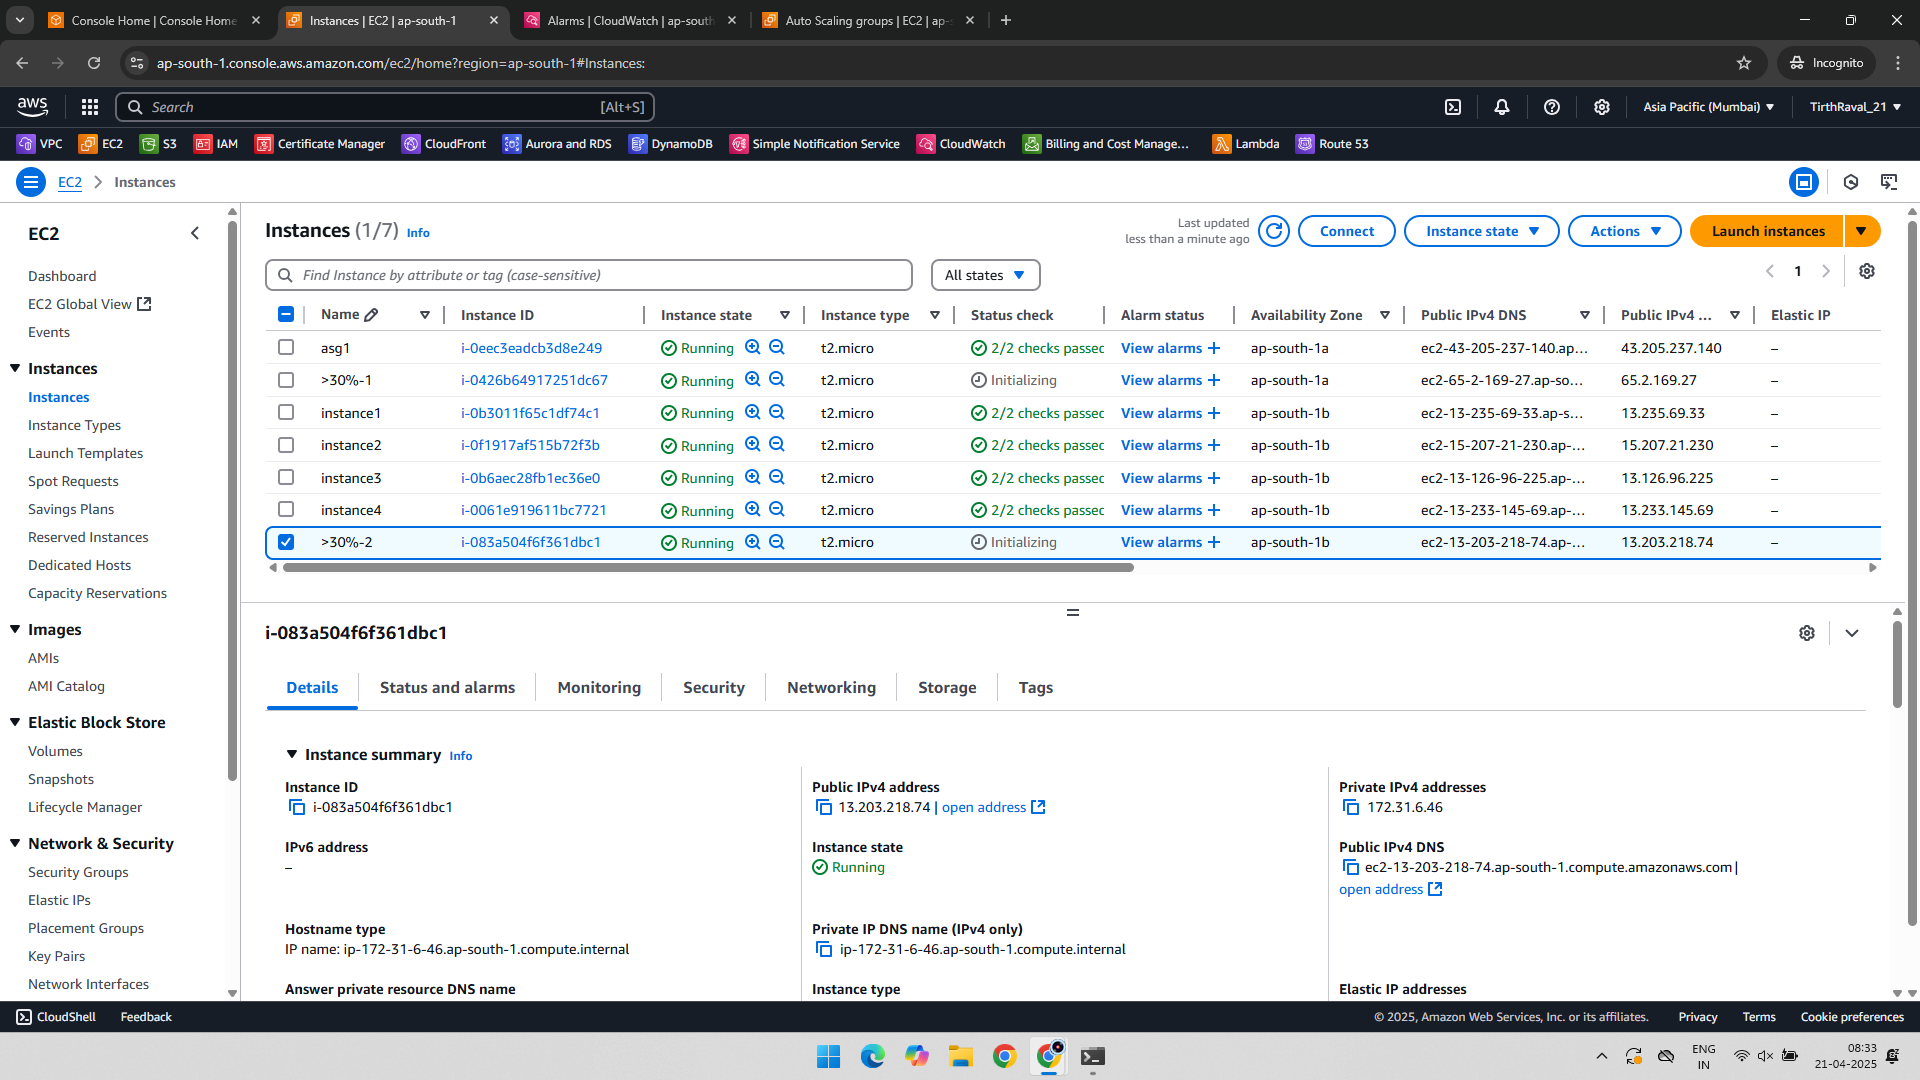 Console Home | Console Home
Instances | EC2 | ap-south-1
Alarms | CloudWatch | ap-south
Auto Scaling groups | EC2 | ap-
ap-south-1.console.aws.amazon.com/ec2/home?region=ap-south-1#Instances:
Incognito
aws
Search
[Alt+S]
Asia Pacific (Mumbai)
TirthRaval_21
VPC
EC2
S3
IAM
Certificate Manager
CloudFront
Aurora and RDS
DynamoDB
Simple Notification Service
CloudWatch
Billing and Cost Manage...
Lambda
Route 53
EC2
Instances
EC2
Dashboard
EC2 Global View
Events
Instances
Instances
Instance Types
Launch Templates
Spot Requests
Savings Plans
Reserved Instances
Dedicated Hosts
Capacity Reservations
Images
AMIs
AMI Catalog
Elastic Block Store
Volumes
Snapshots
Lifecycle Manager
Network & Security
Security Groups
Elastic IPs
Placement Groups
Key Pairs
Network Interfaces
Instances (1/7) Info
Last updated
less than a minute ago
Connect
Instance state
Actions
Launch instances
Find Instance by attribute or tag (case-sensitive)
All states
1
Name Instance ID Instance state Instance type Status check Alarm status Availability Zone Public IPv4 DNS Public IPv4 ... Elastic IP
asg1 i-0eec3eadcb3d8e249 Running t2.micro 2/2 checks passec View alarms + ap-south-1a ec2-43-205-237-140.ap... 43.205.237.140 –
>30%-1 i-0426b64917251dc67 Running t2.micro Initializing View alarms + ap-south-1a ec2-65-2-169-27.ap-so... 65.2.169.27 –
instance1 i-0b3011f65c1df74c1 Running t2.micro 2/2 checks passec View alarms + ap-south-1b ec2-13-235-69-33.ap-s... 13.235.69.33 –
instance2 i-0f1917af515b72f3b Running t2.micro 2/2 checks passec View alarms + ap-south-1b ec2-15-207-21-230.ap-... 15.207.21.230 –
instance3 i-0b6aec28fb1ec36e0 Running t2.micro 2/2 checks passec View alarms + ap-south-1b ec2-13-126-96-225.ap-... 13.126.96.225 –
instance4 i-0061e919611bc7721 Running t2.micro 2/2 checks passec View alarms + ap-south-1b ec2-13-233-145-69.ap-... 13.233.145.69 –
>30%-2 i-083a504f6f361dbc1 Running t2.micro Initializing View alarms + ap-south-1b ec2-13-203-218-74.ap-... 13.203.218.74 –
i-083a504f6f361dbc1
Details
Status and alarms
Monitoring
Security
Networking
Storage
Tags
Instance summary Info
Instance ID
i-083a504f6f361dbc1
Public IPv4 address
13.203.218.74 | open address
Private IPv4 addresses
172.31.6.46
IPv6 address
–
Instance state
Running
Public IPv4 DNS
ec2-13-203-218-74.ap-south-1.compute.amazonaws.com |
open address
Hostname type
IP name: ip-172-31-6-46.ap-south-1.compute.internal
Private IP DNS name (IPv4 only)
ip-172-31-6-46.ap-south-1.compute.internal
Answer private resource DNS name
Instance type
Elastic IP addresses
CloudShell
Feedback
© 2025, Amazon Web Services, Inc. or its affiliates.
Privacy
Terms
Cookie preferences
ENG
IN
08:33
21-04-2025